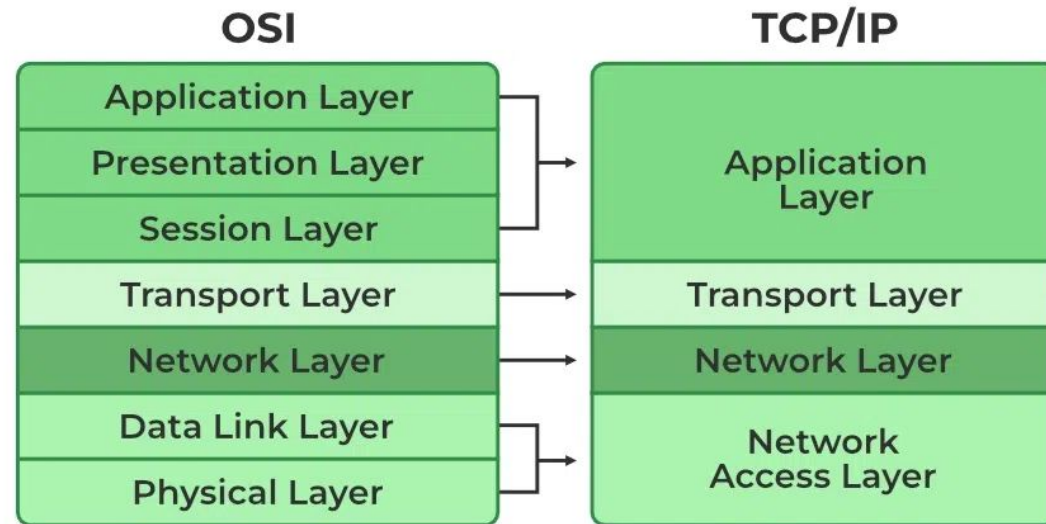 OSI
Application Layer
Presentation Layer
Session Layer
Transport Layer
Network Layer
Data Link Layer
Physical Layer
TCP/IP
Application
Layer
Transport Layer
Network Layer
Network
Access Layer